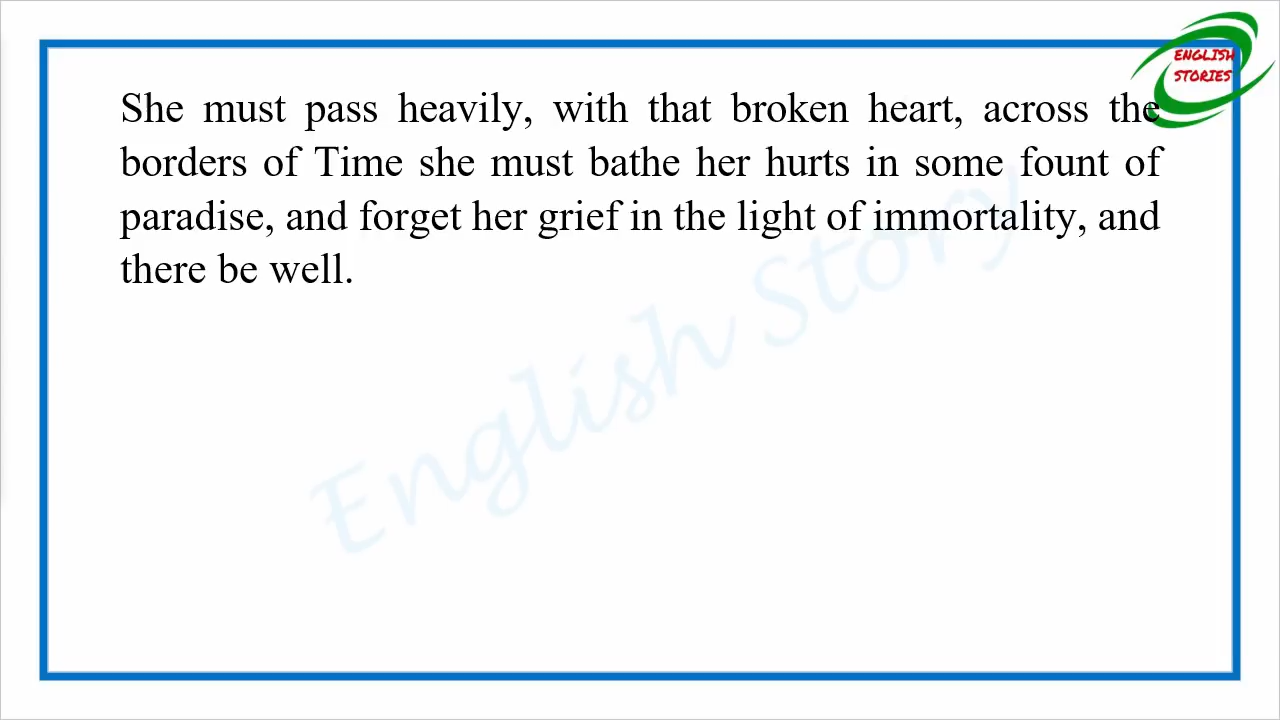 ENGLISH
STORIES
She must pass heavily, with that broken heart, across the
borders of Time she must bathe her hurts in some fount of
paradise, and forget her grief in the light of immortality, and
there be well.
English Story